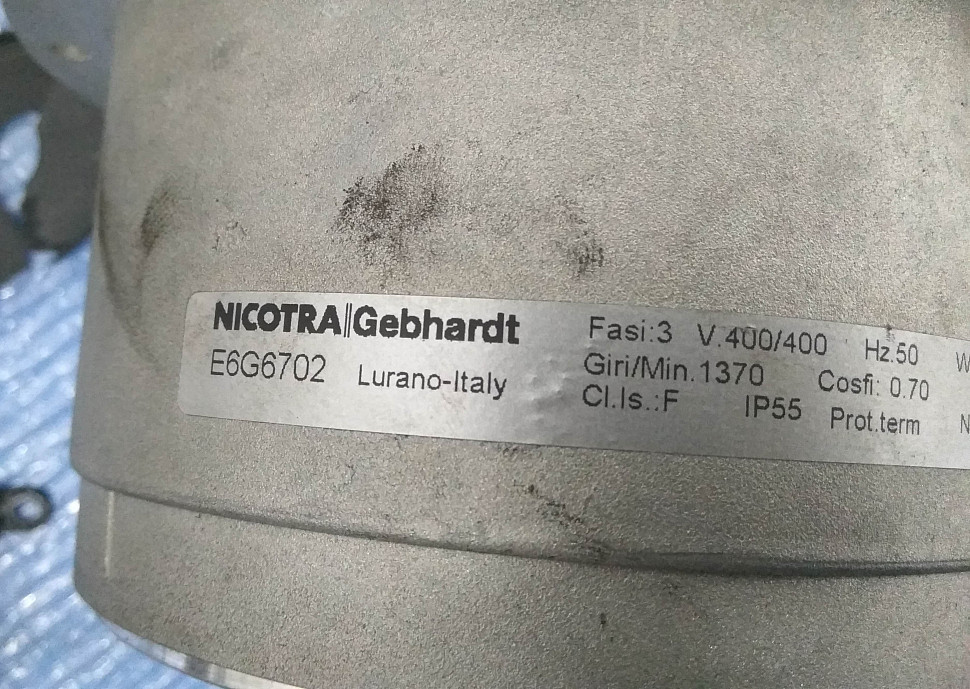 NICOTRA||Gebhardt
E6G6702 Lurano-Italy
Fasi:3 V.400/400 Hz.50 W
Giri/Min.1370 Cosfi: 0.70
Cl.Is.:F IP55 Prot.term N